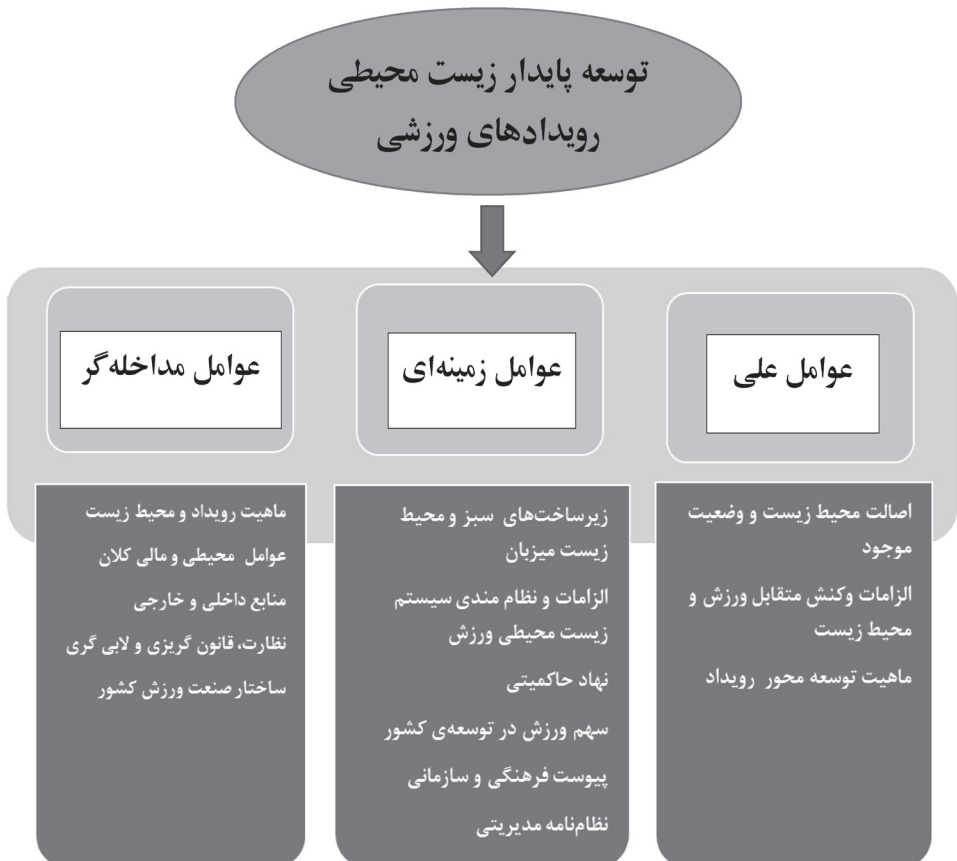 توسعه پایدار زیست محیطی
رویدادهای ورزشی
عوامل علی
اصالت محیط زیست و وضعیت
موجود
الزامات وکنش متقابل ورزش و
محیط زیست
ماهیت توسعه محور رویداد
عوامل زمینه‌ای
زیرساخت‌های سبز و محیط
زیست میزبان
الزامات و نظام مندی سیستم
زیست محیطی ورزش
نهاد حاکمیتی
سهم ورزش در توسعه‌ی کشور
پیوست فرهنگی و سازمانی
نظام‌نامه مدیریتی
عوامل مداخله‌گر
ماهیت رویداد و محیط زیست
عوامل محیطی و مالی کلان
منابع داخلی و خارجی
نظارت، قانون گریزی و لابی گری
ساختار صنعت ورزش کشور